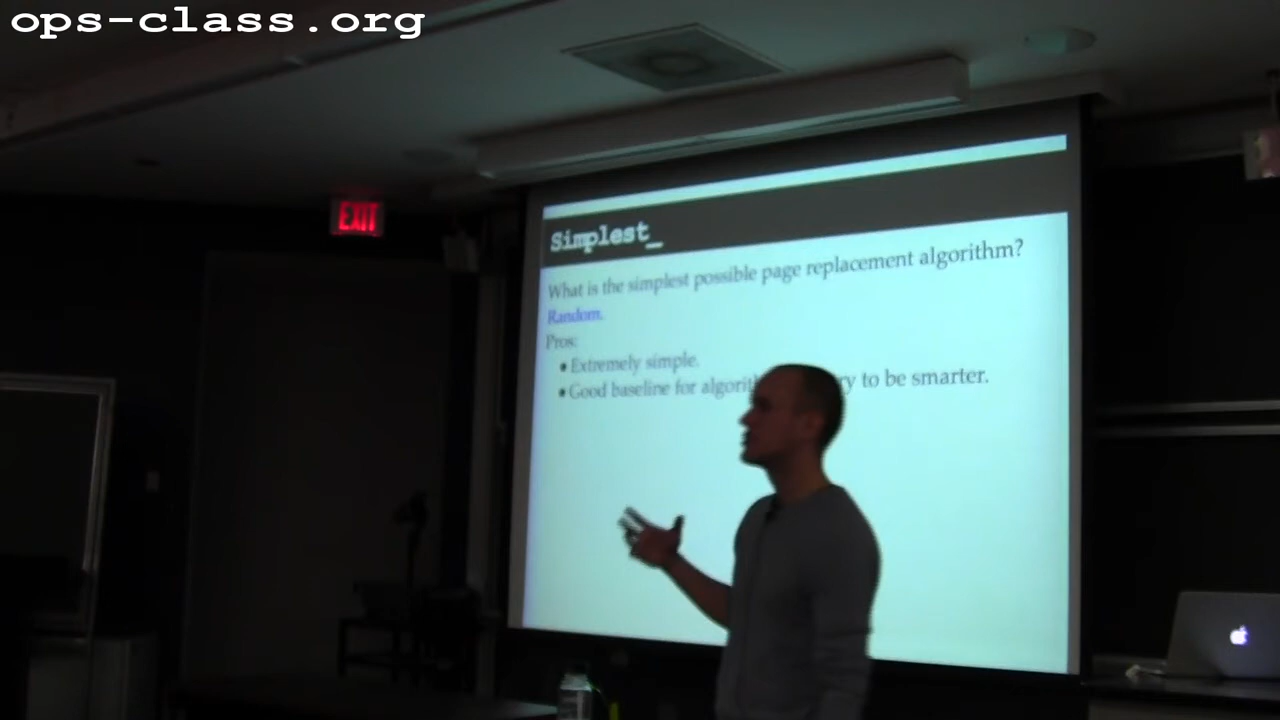 ops-class.org
EXIT
Simplest_
What is the simplest possible page replacement algorithm?
Random.
Pros:
• Extremely simple.
• Good baseline for to be smarter.